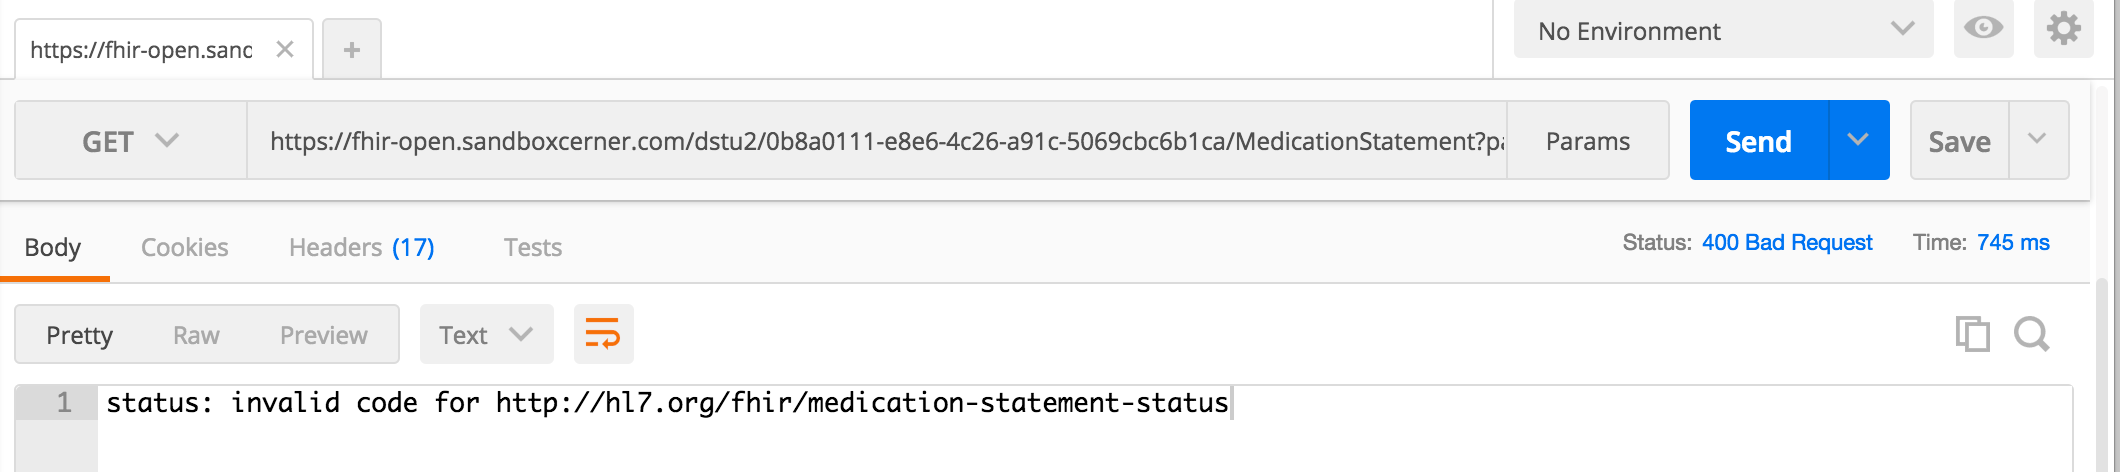 https://fhir-open.sand
No Environment
GET
https://fhir-open.sandboxcerner.com/dstu2/0b8a0111-e8e6-4c26-a91c-5069cbc6b1ca/MedicationStatement?pa
Params
Send
Save
Body Cookies Headers (17) Tests
Status: 400 Bad Request Time: 745 ms
Pretty Raw Preview Text
1 status: invalid code for http://hl7.org/fhir/medication-statement-status